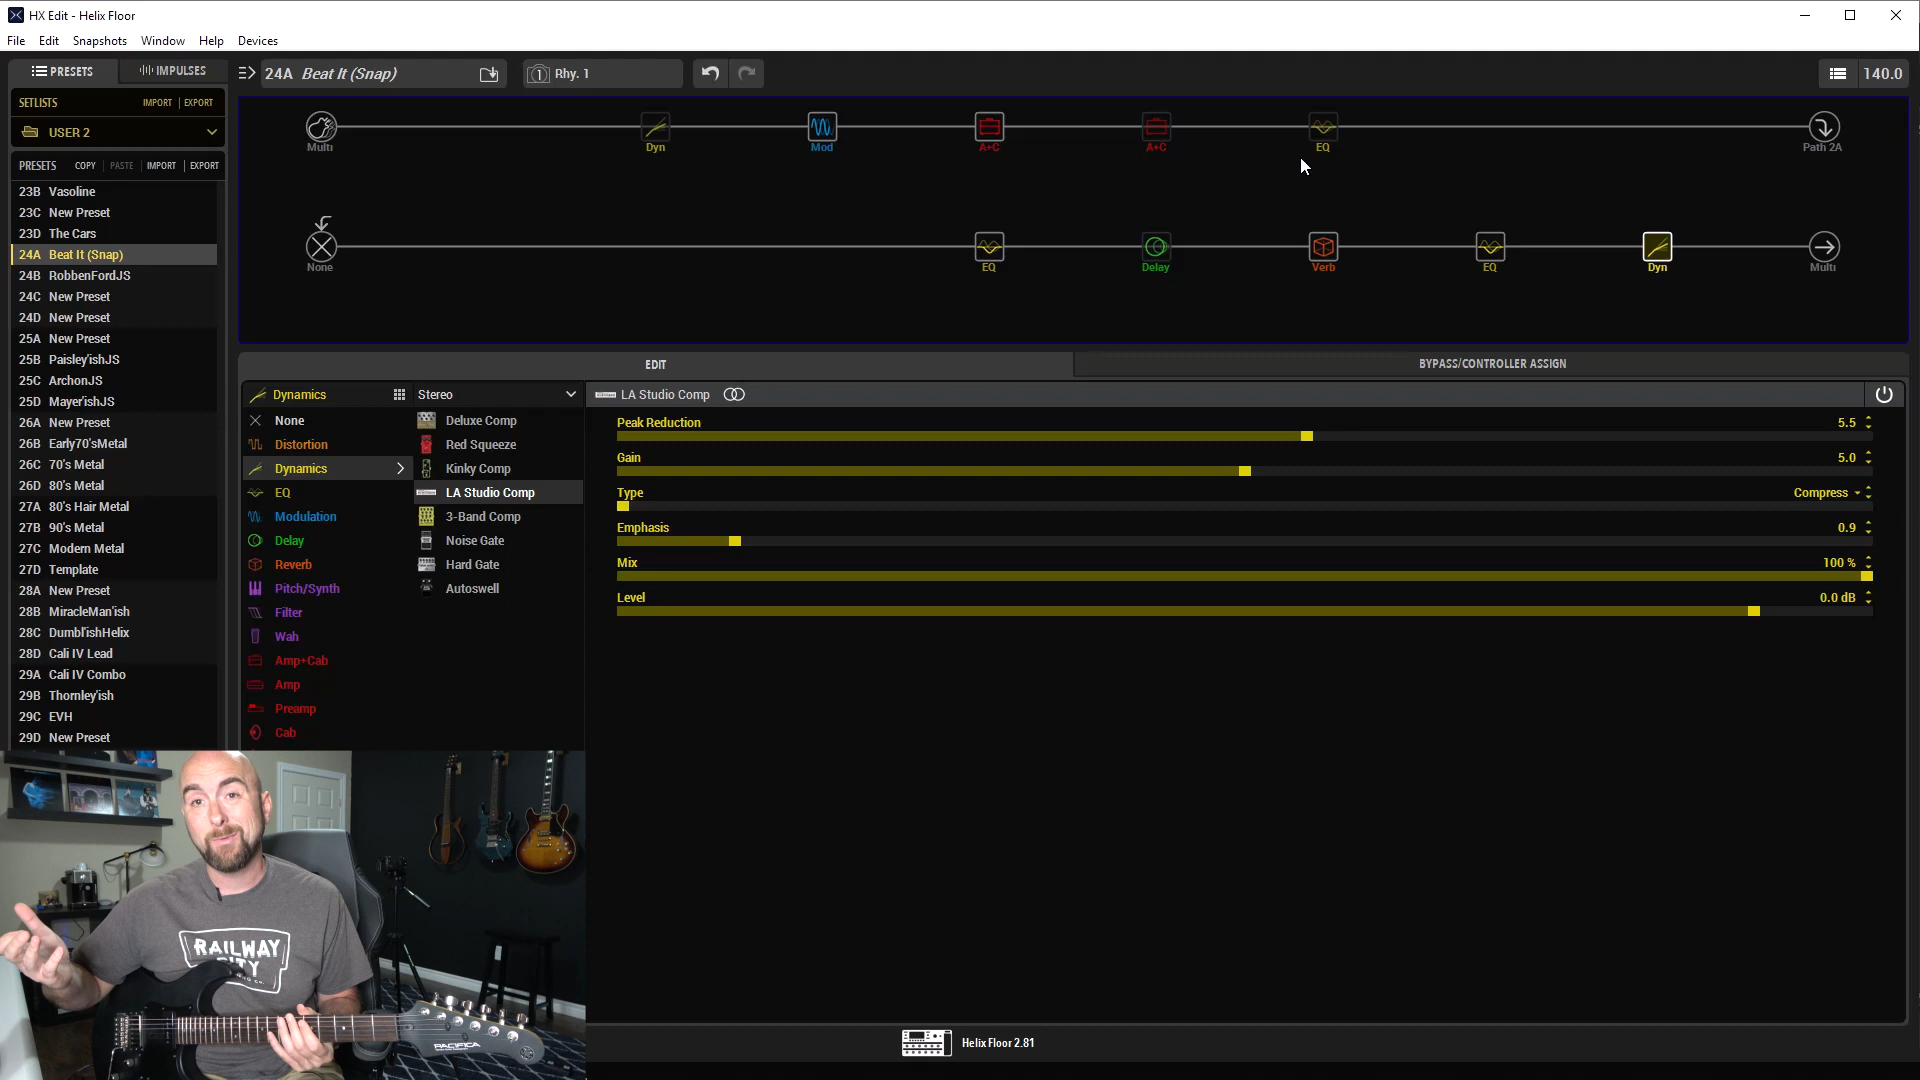 HX Edit - Helix Floor
File Edit Snapshots Window Help Devices
PRESETS IMPULSES
24A Beat It (Snap)
1 Rhy. 1
140.0
SETLISTS IMPORT | EXPORT
USER 2
PRESETS COPY PASTE IMPORT EXPORT
23B Vasoline
23C New Preset
23D The Cars
24A Beat It (Snap)
24B RobbenFordJS
24C New Preset
24D New Preset
25A New Preset
25B Paisley'ishJS
25C ArchonJS
25D Mayer'ishJS
26A New Preset
26B Early70'sMetal
26C 70's Metal
26D 80's Metal
27A 80's Hair Metal
27B 90's Metal
27C Modern Metal
27D Template
28A New Preset
28B MiracleMan'ish
28C Dumbl'ishHelix
28D Cali IV Lead
29A Cali IV Combo
29B Thornley'ish
29C EVH
29D New Preset
Multi Dyn Mod A+C A+C EQ Path 2A
None EQ Delay Verb EQ Dyn Multi
EDIT
BYPASS/CONTROLLER ASSIGN
Dynamics
None
Distortion
Dynamics
EQ
Modulation
Delay
Reverb
Pitch/Synth
Filter
Wah
Amp+Cab
Amp
Preamp
Cab
Stereo
Deluxe Comp
Red Squeeze
Kinky Comp
LA Studio Comp
3-Band Comp
Noise Gate
Hard Gate
Autoswell
LA Studio Comp
Peak Reduction 5.5
Gain 5.0
Type Compress
Emphasis 0.9
Mix 100 %
Level 0.0 dB
RAILWAY
CITY
PACIFICA
Helix Floor 2.81